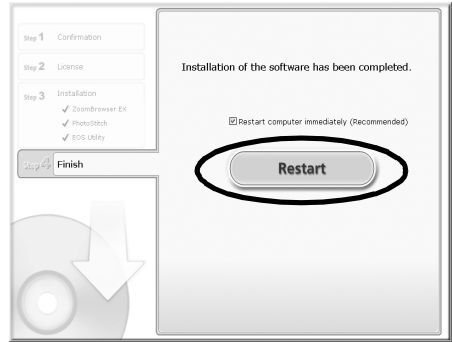 Step 1 Confirmation
Step 2 License
Step 3 Installation
ZoomBrowser EX
PhotoStitch
EOS Utility
Step 4 Finish
Installation of the software has been completed.
Restart computer immediately (Recommended)
Restart